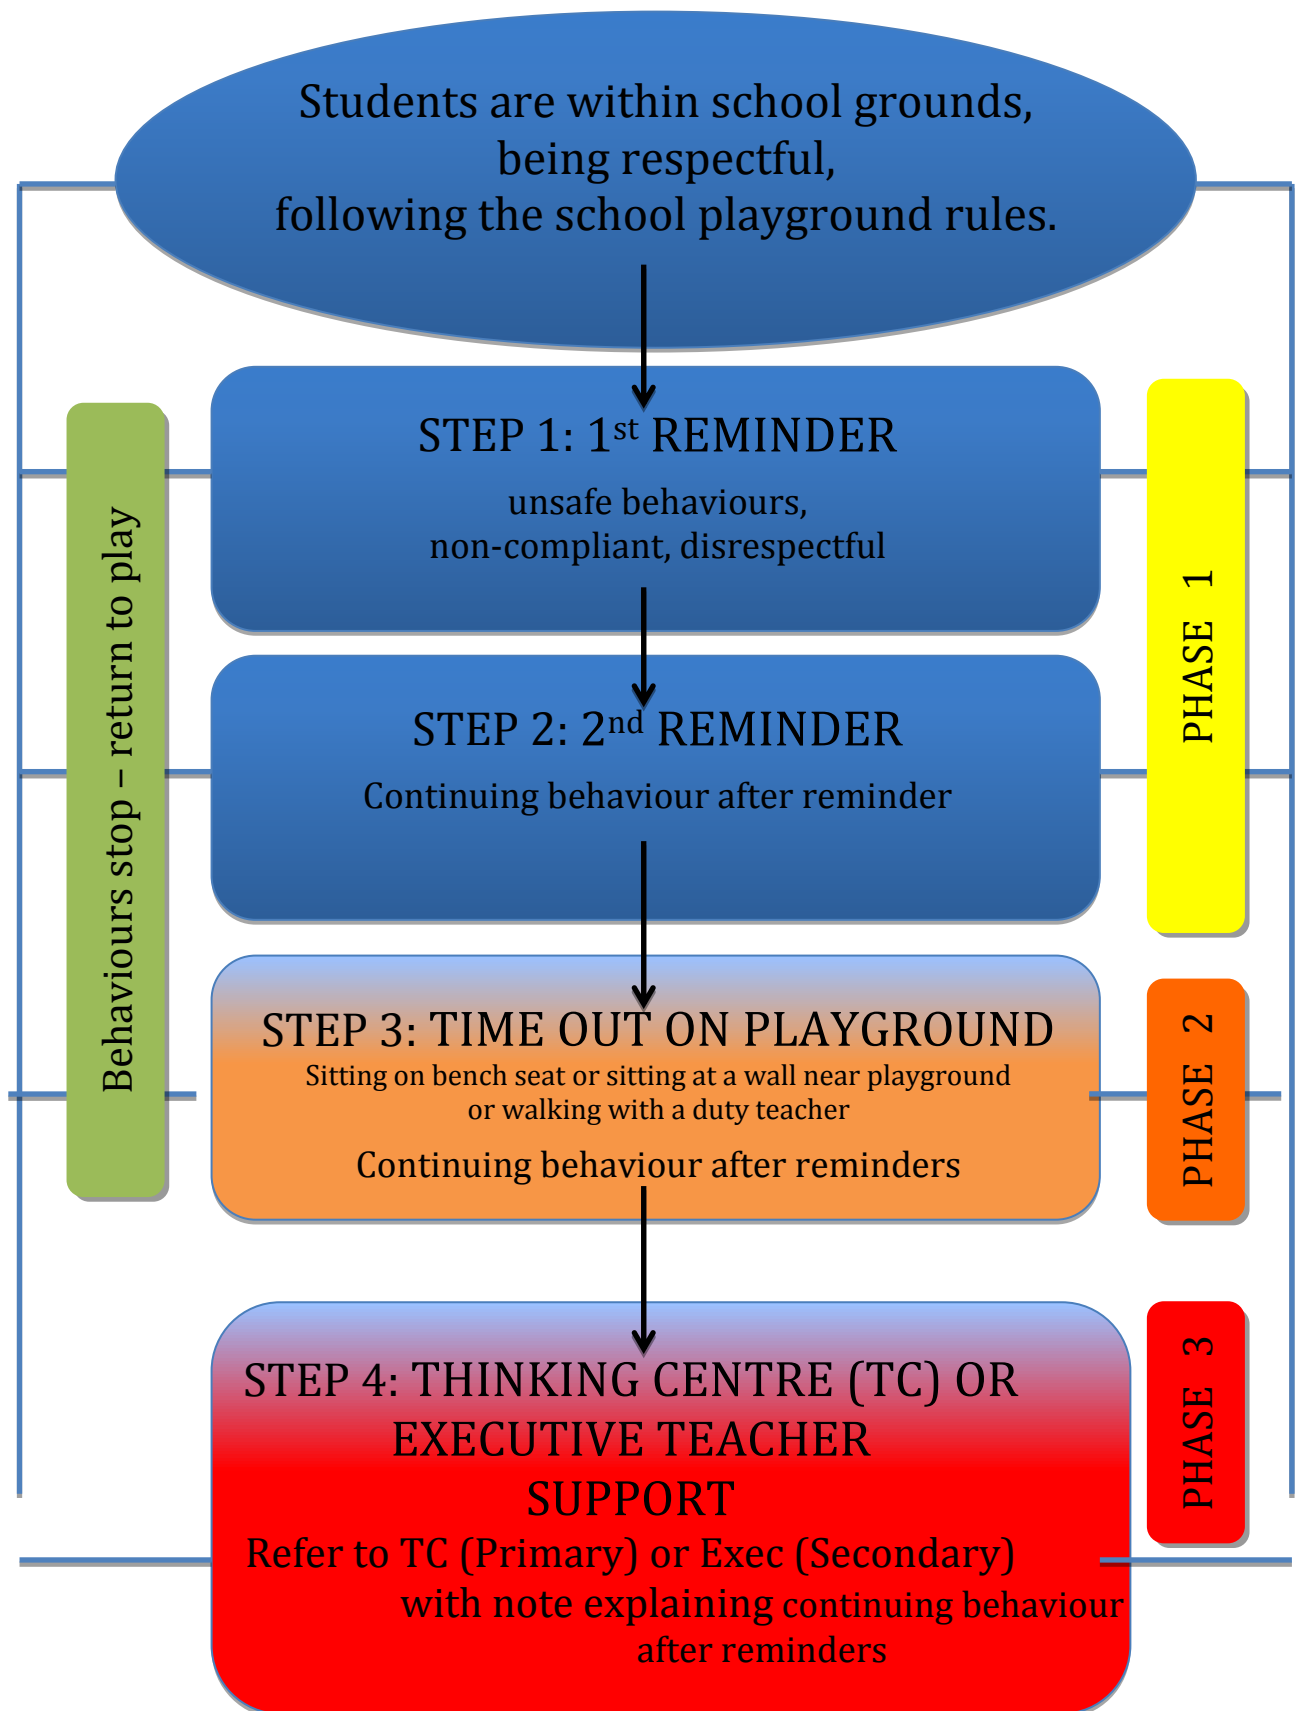 Students are within school grounds,
being respectful,
following the school playground rules.
STEP 1: 1st REMINDER
unsafe behaviours,
non-compliant, disrespectful
STEP 2: 2nd REMINDER
Continuing behaviour after reminder
STEP 3: TIME OUT ON PLAYGROUND
Sitting on bench seat or sitting at a wall near playground
or walking with a duty teacher
Continuing behaviour after reminders
STEP 4: THINKING CENTRE (TC) OR
EXECUTIVE TEACHER
SUPPORT
Refer to TC (Primary) or Exec (Secondary)
with note explaining continuing behaviour
after reminders
Behaviours stop – return to play
PHASE 1
PHASE 2
PHASE 3